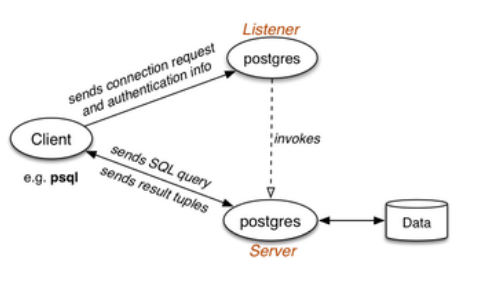 Listener
postgres
sends connection request
and authentication info
Client
e.g. psql
invokes
sends SQL query
sends result tuples
postgres
Data
Server